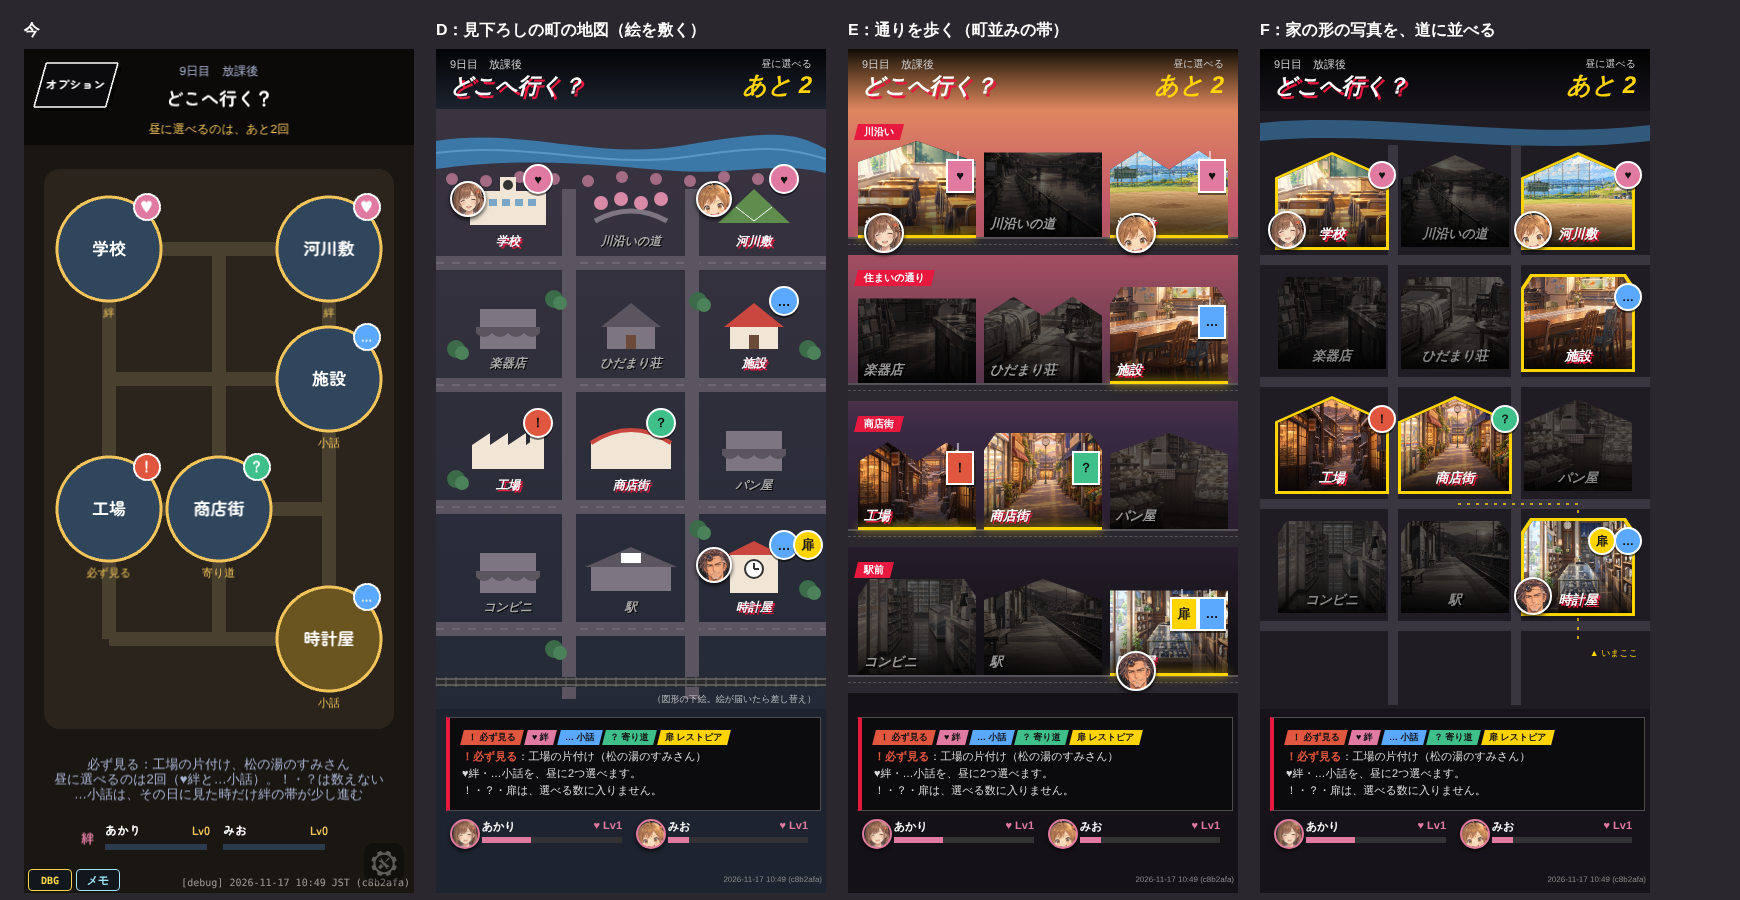 今
オプション
9日目　放課後
どこへ行く？
昼に選べるのは、あと2回
学校
♥
河川敷
♥
絆
絆
施設
…
小話
工場
！
商店街
？
必ず見る
寄り道
時計屋
…
小話
必ず見る：工場の片付け、松の湯のすみさん
昼に選べるのは2回（♥絆と…小話）。！・？は数えない
…小話は、その日に見た時だけ絆の帯が少し進む
絆
あかり Lv0
みお Lv0
DBG
メモ
[debug] 2026-11-17 10:49 JST (c8b2afa)
D：見下ろしの町の地図（絵を敷く）
9日目　放課後
どこへ行く？
昼に選べる
あと 2
♥
♥
学校
川沿いの道
河川敷
…
楽器店
ひだまり荘
施設
！
？
工場
商店街
パン屋
…
扉
コンビニ
駅
時計屋
（図形の下絵。絵が届いたら差し替え）
！ 必ず見る ♥ 絆 … 小話 ？ 寄り道 扉 レストピア
！必ず見る：工場の片付け（松の湯のすみさん）
♥絆・…小話を、昼に2つ選べます。
！・？・扉は、選べる数に入りません。
あかり ♥ Lv1
みお ♥ Lv1
2026-11-17 10:49 (c8b2afa)
E：通りを歩く（町並みの帯）
9日目　放課後
どこへ行く？
昼に選べる
あと 2
川沿い
♥
♥
川沿いの道
住まいの通り
…
楽器店
ひだまり荘
施設
商店街
！
？
工場
商店街
パン屋
駅前
扉
…
コンビニ
駅
！ 必ず見る ♥ 絆 … 小話 ？ 寄り道 扉 レストピア
！必ず見る：工場の片付け（松の湯のすみさん）
♥絆・…小話を、昼に2つ選べます。
！・？・扉は、選べる数に入りません。
あかり ♥ Lv1
みお ♥ Lv1
2026-11-17 10:49 (c8b2afa)
F：家の形の写真を、道に並べる
9日目　放課後
どこへ行く？
昼に選べる
あと 2
♥
♥
学校
川沿いの道
河川敷
…
楽器店
ひだまり荘
施設
！
？
工場
商店街
パン屋
扉
…
コンビニ
駅
時計屋
▲ いまここ
！ 必ず見る ♥ 絆 … 小話 ？ 寄り道 扉 レストピア
！必ず見る：工場の片付け（松の湯のすみさん）
♥絆・…小話を、昼に2つ選べます。
！・？・扉は、選べる数に入りません。
あかり ♥ Lv1
みお ♥ Lv1
2026-11-17 10:49 (c8b2afa)